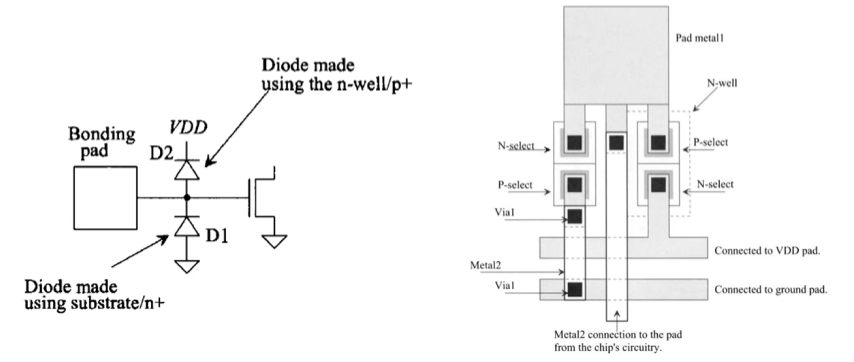 Diode made
using the n-well/p+
VDD
Bonding
pad
D2
D1
Diode made
using substrate/n+
Pad metal1
N-well
N-select
P-select
P-select
N-select
Via1
Connected to VDD pad.
Metal2
Via1
Connected to ground pad.
Metal2 connection to the pad
from the chip's circuitry.